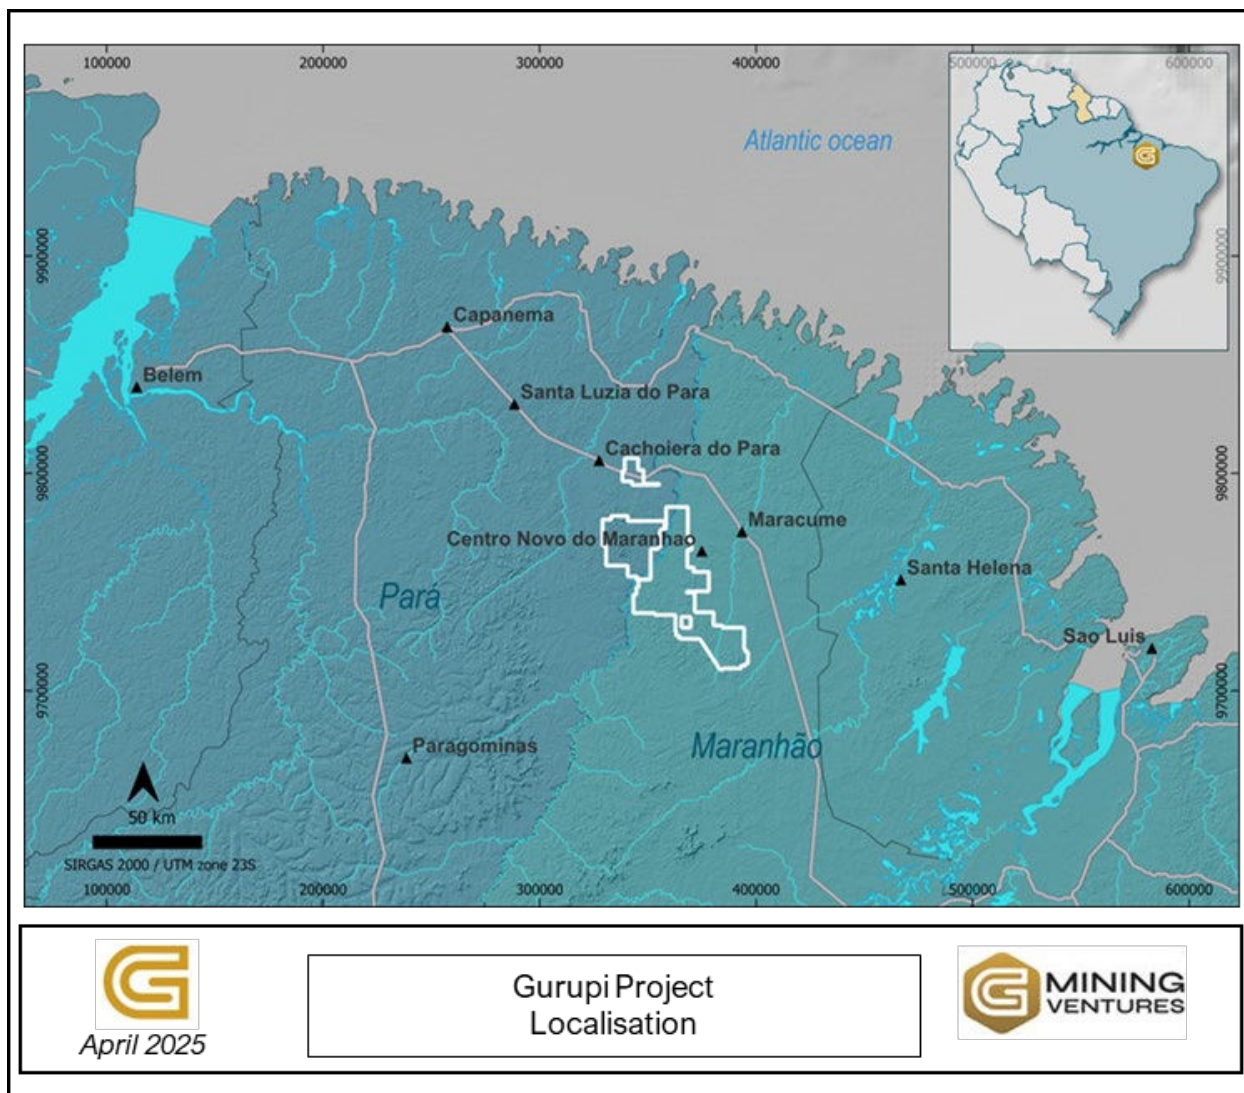 100000
200000
300000
400000
500000
600000
Atlantic ocean
9900000
9900000
Capanema
Belem
Santa Luzia do Para
Cachoiera do Para
9800000
9800000
Maracume
Centro Novo do Maranhao
Santa Helena
Pará
Sao Luis
9700000
9700000
Maranhão
Paragominas
50 km
SIRGAS 2000 / UTM zone 23S
100000
200000
300000
400000
500000
600000
Gurupi Project
Localisation
April 2025
G MINING
VENTURES